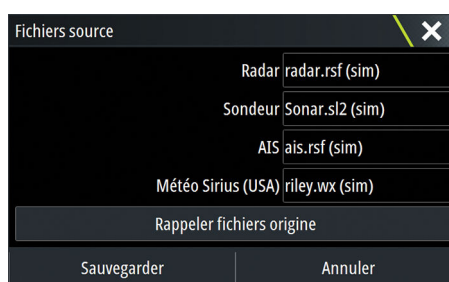 Fichiers source
Radar radar.rsf (sim)
Sondeur Sonar.sl2 (sim)
AIS ais.rsf (sim)
Météo Sirius (USA) riley.wx (sim)
Rappeler fichiers origine
Sauvegarder Annuler